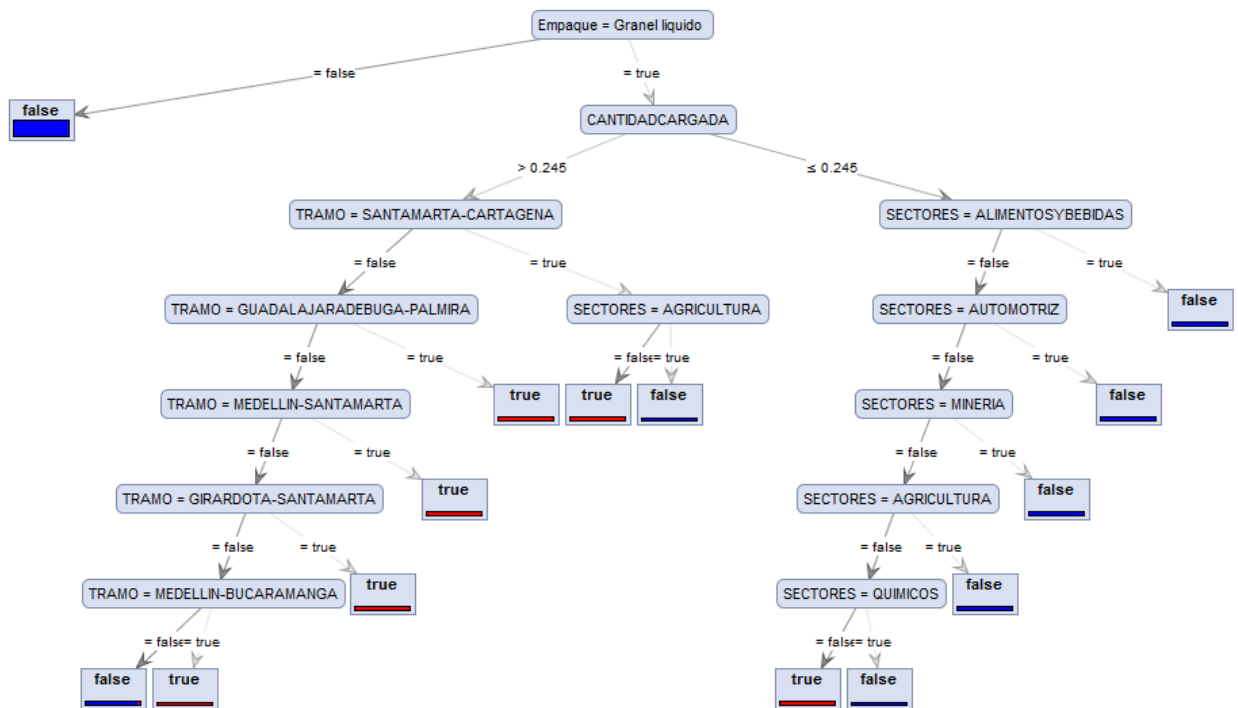 Empaque = Granel liquido
= false
= true
false
CANTIDADCARGADA
> 0.245
≤ 0.245
TRAMO = SANTAMARTA-CARTAGENA
SECTORES = ALIMENTOSYBEBIDAS
= false
= true
= false
= true
TRAMO = GUADALAJARADEBUGA-PALMIRA
SECTORES = AGRICULTURA
SECTORES = AUTOMOTRIZ
false
= false
= true
= false
= true
= false
= true
TRAMO = MEDELLIN-SANTAMARTA
true
true
false
SECTORES = MINERIA
false
= false
= true
= false
= true
TRAMO = GIRARDOTA-SANTAMARTA
true
SECTORES = AGRICULTURA
false
= false
= true
= false
= true
TRAMO = MEDELLIN-BUCARAMANGA
true
SECTORES = QUIMICOS
false
= false
= true
= false
= true
false
true
true
false